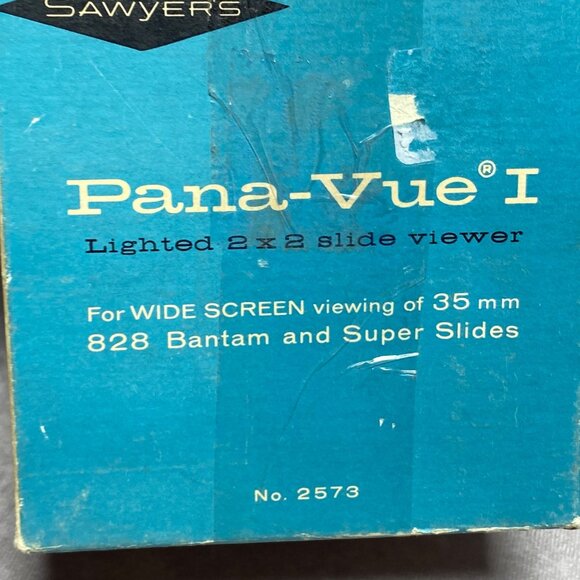 SAWYER'S
Pana-Vue® I
Lighted 2 x 2 slide viewer
For WIDE SCREEN viewing of 35 mm
828 Bantam and Super Slides
No. 2573